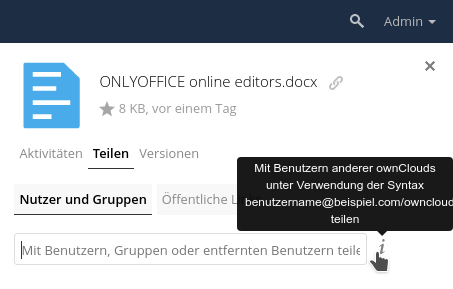 Admin
ONLYOFFICE online editors.docx
8 KB, vor einem Tag
Aktivitäten Teilen Versionen
Mit Benutzern anderer ownClouds
unter Verwendung der Syntax
benutzername@beispiel.com/owncloud
teilen
Nutzer und Gruppen Öffentliche
Mit Benutzern, Gruppen oder entfernten Benutzern teile
i